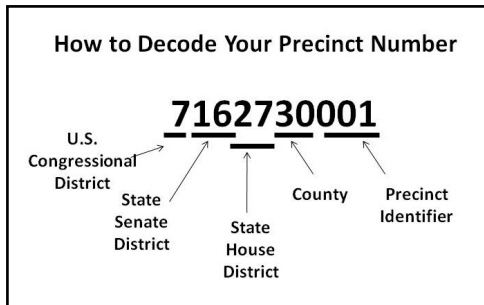 How to Decode Your Precinct Number
7162730001
U.S.
Congressional
District
State
Senate
District
State
House
District
County
Precinct
Identifier